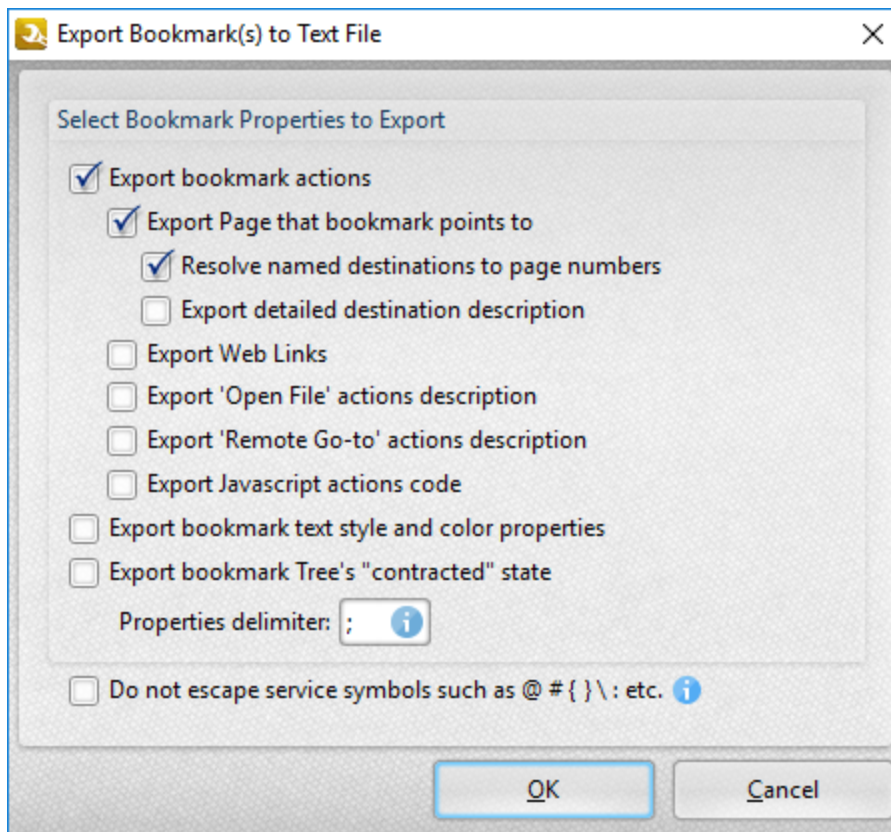 Export Bookmark(s) to Text File
Select Bookmark Properties to Export
Export bookmark actions
Export Page that bookmark points to
Resolve named destinations to page numbers
Export detailed destination description
Export Web Links
Export 'Open File' actions description
Export 'Remote Go-to' actions description
Export Javascript actions code
Export bookmark text style and color properties
Export bookmark Tree's "contracted" state
Properties delimiter: ;
Do not escape service symbols such as @ # { } \ : etc.
OK Cancel